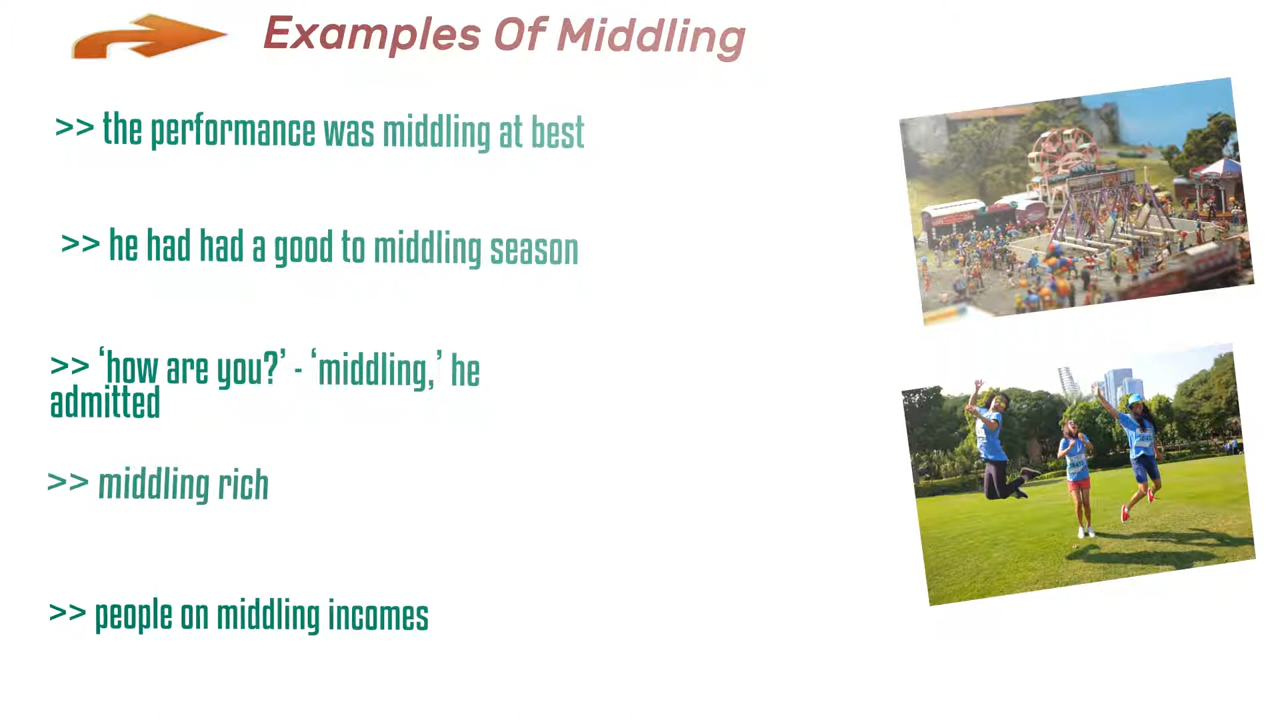 Examples Of Middling
>> the performance was middling at best
>> he had had a good to middling season
>> ‘how are you?’ - ‘middling,’ he
admitted
>> middling rich
>> people on middling incomes